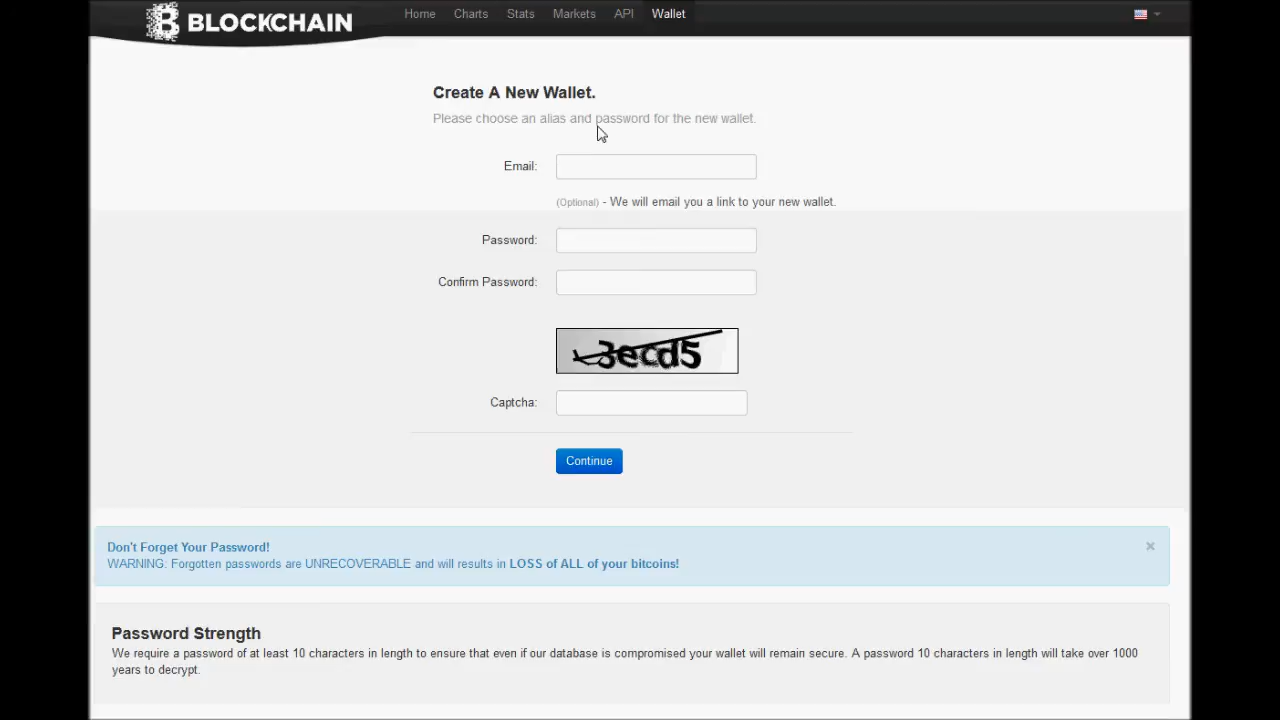 BLOCKCHAIN
Home Charts Stats Markets API Wallet
Create A New Wallet.
Please choose an alias and password for the new wallet.
Email:
(Optional) - We will email you a link to your new wallet.
Password:
Confirm Password:
3ecd5
Captcha:
Continue
Don't Forget Your Password!
WARNING: Forgotten passwords are UNRECOVERABLE and will results in LOSS of ALL of your bitcoins!
Password Strength
We require a password of at least 10 characters in length to ensure that even if our database is compromised your wallet will remain secure. A password 10 characters in length will take over 1000
years to decrypt.